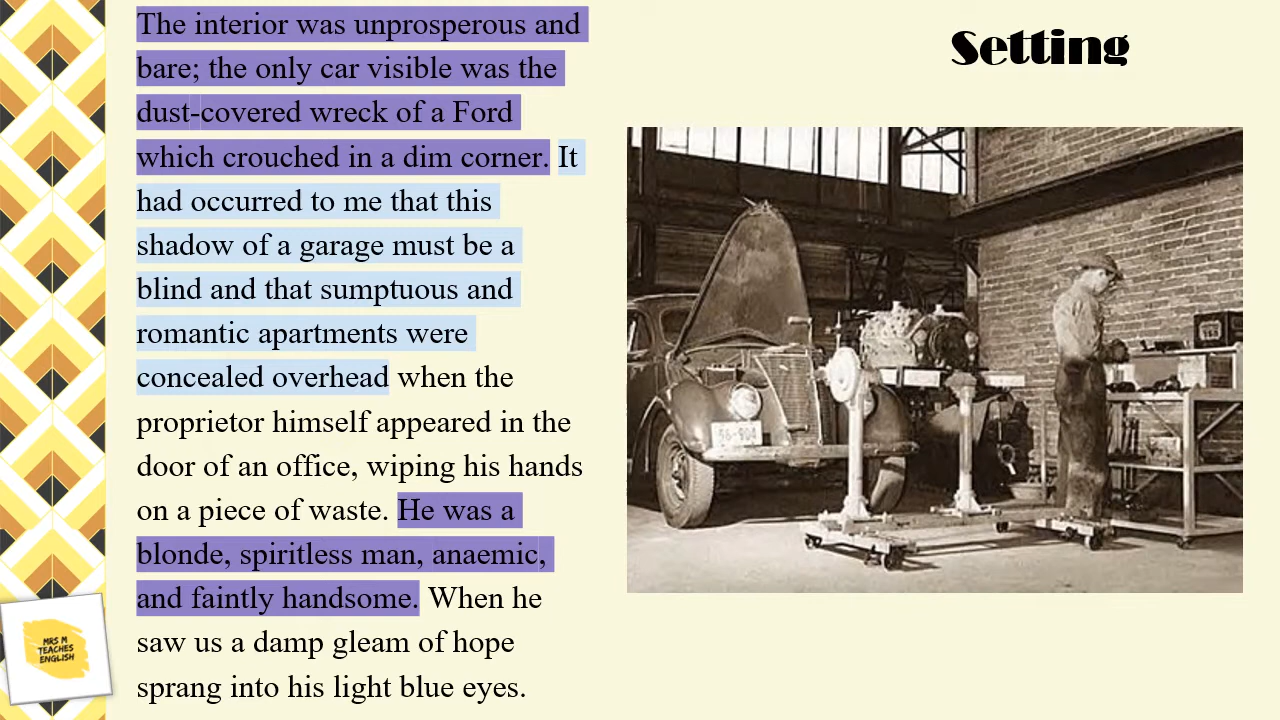 The interior was unprosperous and
bare; the only car visible was the
dust-covered wreck of a Ford
which crouched in a dim corner. It
had occurred to me that this
shadow of a garage must be a
blind and that sumptuous and
romantic apartments were
concealed overhead when the
proprietor himself appeared in the
door of an office, wiping his hands
on a piece of waste. He was a
blonde, spiritless man, anaemic,
and faintly handsome. When he
saw us a damp gleam of hope
sprang into his light blue eyes.
Setting
56-904
MRS M
TEACHES
ENGLISH